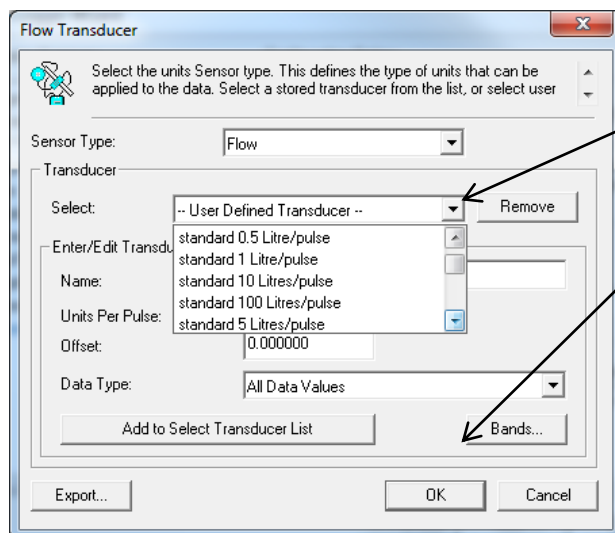 Flow Transducer
Select the units Sensor type. This defines the type of units that can be
applied to the data. Select a stored transducer from the list, or select user
Sensor Type: Flow
Transducer
Select: -- User Defined Transducer -- Remove
standard 0.5 Litre/pulse
Enter/Edit Transdu
standard 1 Litre/pulse
Name: standard 10 Litres/pulse
standard 100 Litres/pulse
Units Per Pulse: standard 5 Litres/pulse
Offset: 0.000000
Data Type: All Data Values
Add to Select Transducer List Bands...
Export... OK Cancel